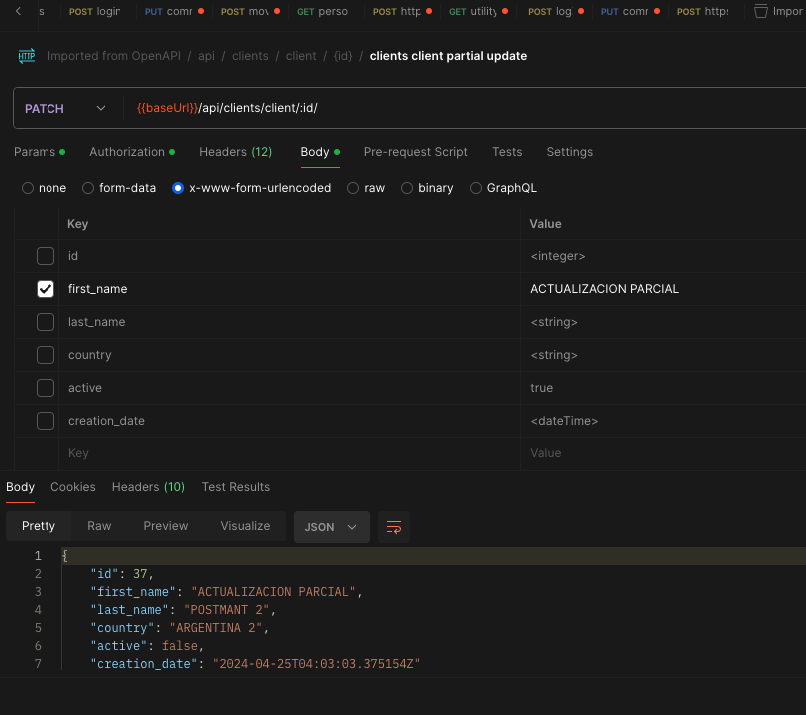 s POST login PUT comr POST mov GET perso POST http GET utility POST log PUT comr POST http: Impor
HTTP Imported from OpenAPI / api / clients / client / {id} / clients client partial update
PATCH {{baseUrl}}/api/clients/client/:id/
Params Authorization Headers (12) Body Pre-request Script Tests Settings
none form-data x-www-form-urlencoded raw binary GraphQL
Key Value
id <integer>
first_name ACTUALIZACION PARCIAL
last_name <string>
country <string>
active true
creation_date <dateTime>
Key Value
Body Cookies Headers (10) Test Results
Pretty Raw Preview Visualize JSON
1 {
2 "id": 37,
3 "first_name": "ACTUALIZACION PARCIAL",
4 "last_name": "POSTMANT 2",
5 "country": "ARGENTINA 2",
6 "active": false,
7 "creation_date": "2024-04-25T04:03:03.375154Z"